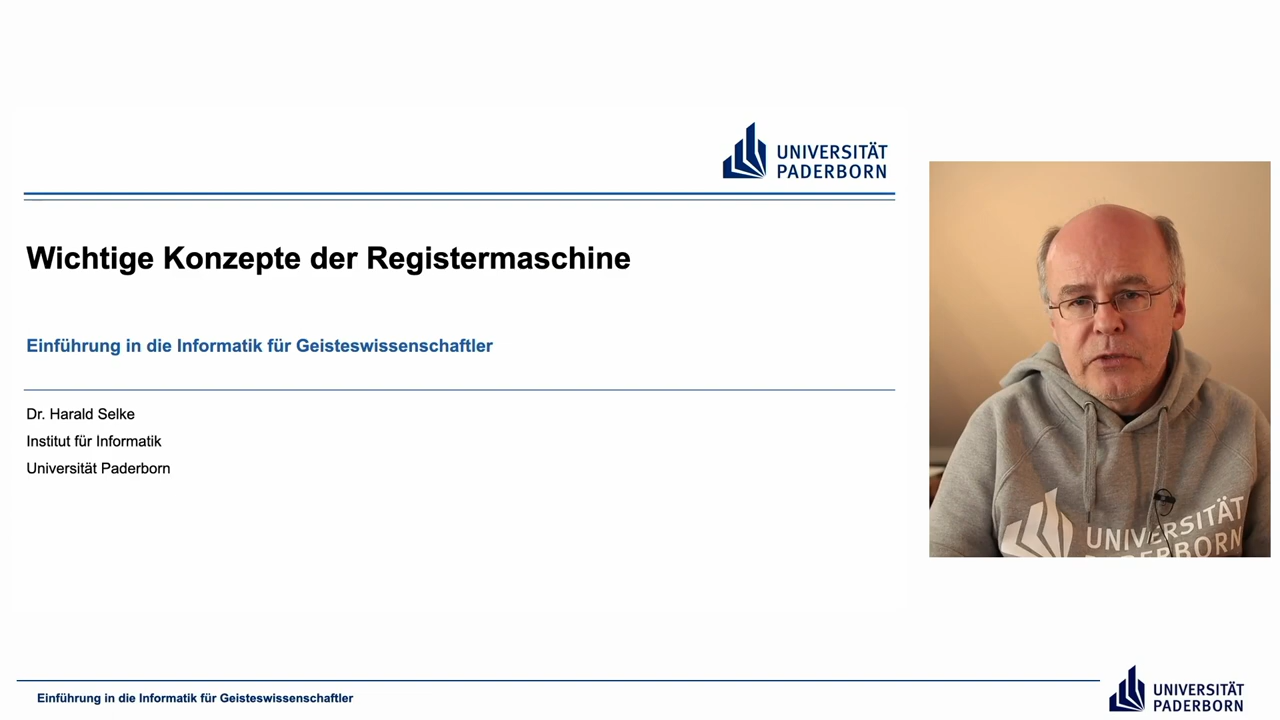 UNIVERSITÄT
PADERBORN
Wichtige Konzepte der Registermaschine
Einführung in die Informatik für Geisteswissenschaftler
Dr. Harald Selke
Institut für Informatik
Universität Paderborn
UNIVERSITÄT
PADERBORN
Einführung in die Informatik für Geisteswissenschaftler
UNIVERSITÄT
PADERBORN